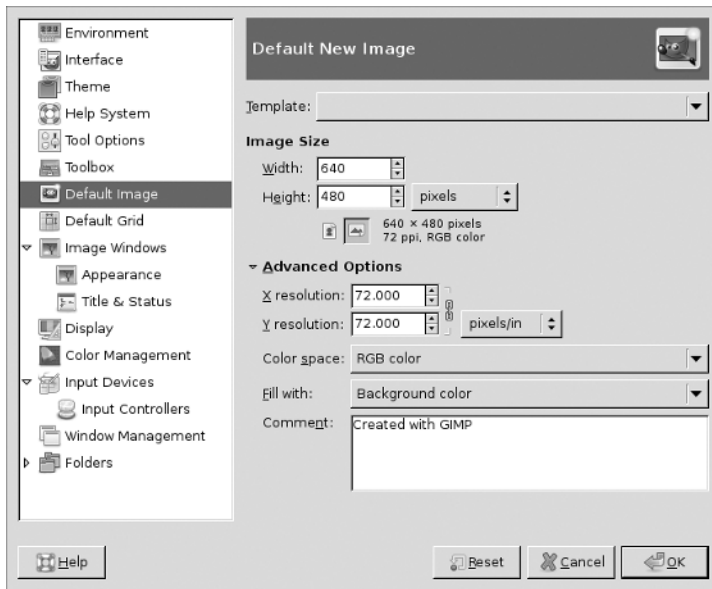 Environment
Interface
Theme
Help System
Tool Options
Toolbox
Default Image
Default Grid
Image Windows
Appearance
Title & Status
Display
Color Management
Input Devices
Input Controllers
Window Management
Folders
Default New Image
Template:
Image Size
Width: 640
Height: 480 pixels
640 × 480 pixels
72 ppi, RGB color
Advanced Options
X resolution: 72.000
Y resolution: 72.000 pixels/in
Color space: RGB color
Fill with: Background color
Comment: Created with GIMP
Help Reset Cancel OK